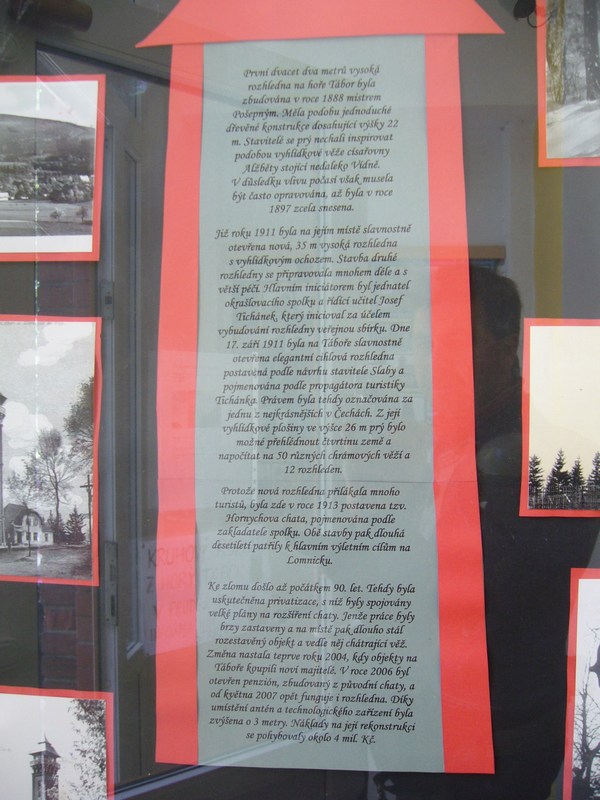 První dvacet dva metrů vysoká
rozhledna na hoře Tábor byla
zbudována v roce 1888 mistrem
Pošepným. Měla podobu jednoduché
dřevěné konstrukce dosahující výšky 22
m. Stavitelé se prý nechali inspirovat
podobou vyhlídkové věže císařovny
Alžběty stojící nedaleko Vídně.
V důsledku vlivu počasí však musela
být často opravována, až byla v roce
1897 zcela snesena.
Již roku 1911 byla na jejím místě slavnostně
otevřena nová, 35 m vysoká rozhledna
s vyhlídkovým ochozem. Stavba druhé
rozhledny se připravovala mnohem déle a s
větší péčí. Hlavním iniciátorem byl jednatel
okrašlovacího spolku a řídící učitel Josef
Tichánek, který inicioval za účelem
vybudování rozhledny veřejnou sbírku. Dne
17. září 1911 byla na Táboře slavnostně
otevřena elegantní cihlová rozhledna
postavená podle návrhu stavitele Slaby a
pojmenována podle propagátora turistiky
Tichánka. Právem byla tehdy označována za
jednu z nejkrásnějších v Čechách. Z její
vyhlídkové plošiny ve výšce 26 m prý bylo
možné přehlédnout čtvrtinu země a
napočítat na 50 různých chrámových věží a
12 rozhleden.
Protože nová rozhledna přilákala mnoho
turistů, byla zde v roce 1913 postavena tzv.
Hornychova chata, pojmenována podle
zakladatele spolku. Obě stavby pak dlouhá
desetiletí patřily k hlavním výletním cílům na
Lomnicku.
Ke zlomu došlo až počátkem 90. let. Tehdy byla
uskutečněna privatizace, s níž byly spojovány
velké plány na rozšíření chaty. Jenže práce byly
brzy zastaveny a na místě pak dlouho stál
rozestavěný objekt a vedle něj chátrající věž.
Změna nastala teprve roku 2004, kdy objekty na
Táboře koupili noví majitelé. V roce 2006 byl
otevřen penzión, zbudovaný z původní chaty, a
od května 2007 opět funguje i rozhledna. Díky
umístění antén a technologického zařízení byla
zvýšena o 3 metry. Náklady na její rekonstrukci
se pohybovaly okolo 4 mil. Kč.